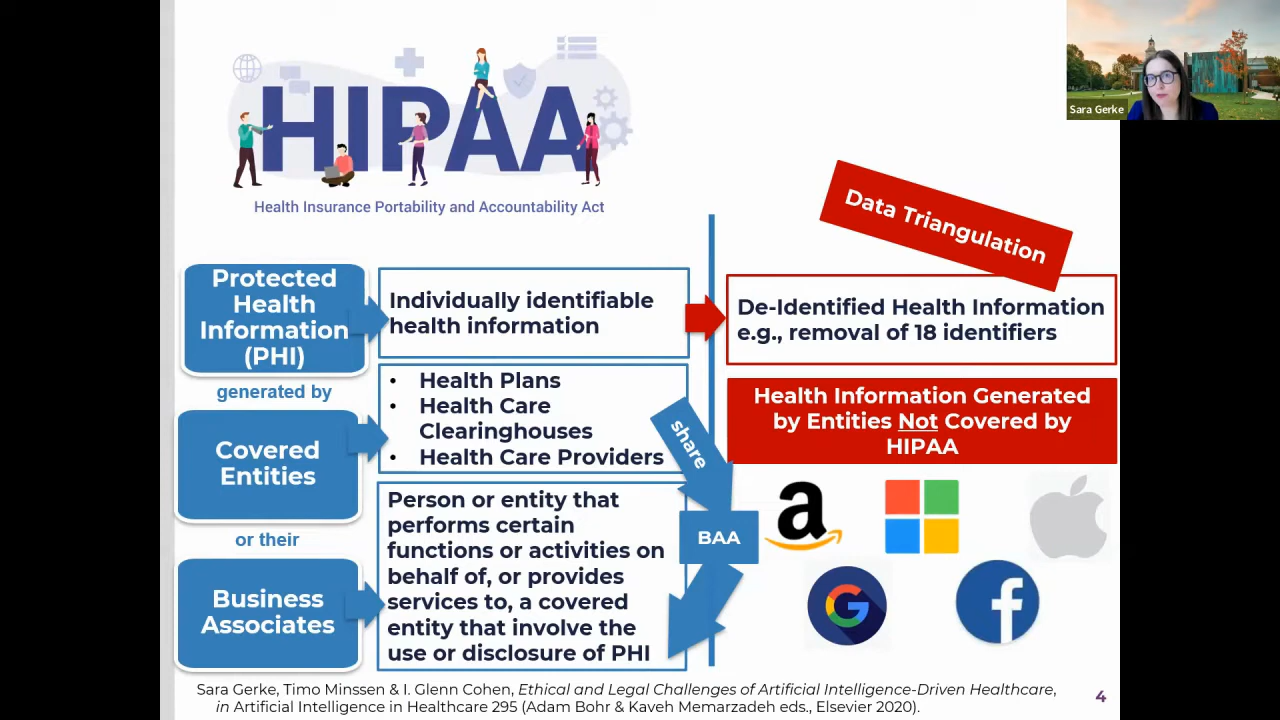 HIPAA
Health Insurance Portability and Accountability Act
Sara Gerke
Data Triangulation
Protected
Health
Information
(PHI)
Individually identifiable
health information
De-Identified Health Information
e.g., removal of 18 identifiers
generated by
Covered
Entities
• Health Plans
• Health Care
Clearinghouses
• Health Care Providers
share
Health Information Generated
by Entities Not Covered by
HIPAA
or their
Business
Associates
Person or entity that
performs certain
functions or activities on
behalf of, or provides
services to, a covered
entity that involve the
use or disclosure of PHI
BAA
a
G
f
Sara Gerke, Timo Minssen & I. Glenn Cohen, Ethical and Legal Challenges of Artificial Intelligence-Driven Healthcare,
in Artificial Intelligence in Healthcare 295 (Adam Bohr & Kaveh Memarzadeh eds., Elsevier 2020).
4